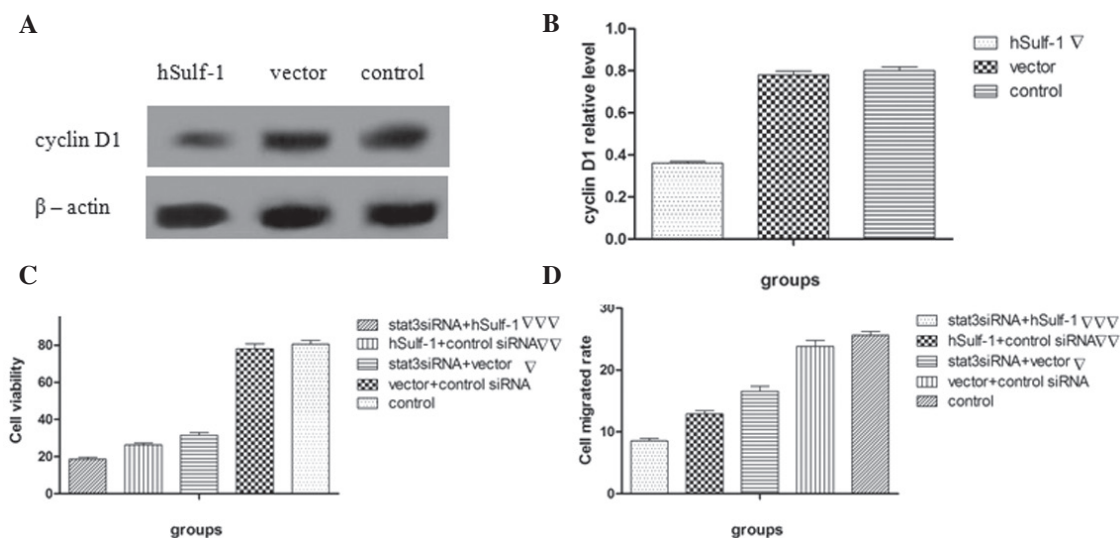 A
hSulf-1 vector control
cyclin D1
β – actin
B
cyclin D1 relative level
1.0
0.8
0.6
0.4
0.2
0.0
groups
hSulf-1 ∇
vector
control
C
Cell viability
80
60
40
20
0
groups
stat3siRNA+hSulf-1 ∇∇∇
hSulf-1+control siRNA∇∇
stat3siRNA+vector ∇
vector+control siRNA
control
D
Cell migrated rate
30
20
10
0
groups
stat3siRNA+hSulf-1 ∇∇∇
hSulf-1+control siRNA∇∇
stat3siRNA+vector ∇
vector+control siRNA
control